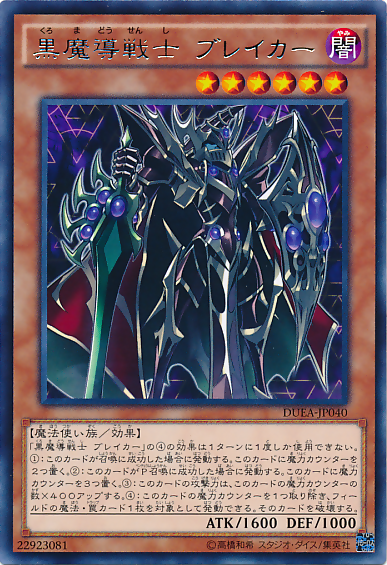 くろ ま どう せん し
黒魔導戦士 ブレイカー
やみ
闇
DUEA-JP040
【魔法使い族／効果】
「黒魔導戦士 ブレイカー」の④の効果は１ターンに１度しか使用できない。
①：このカードが召喚に成功した場合に発動する。このカードに魔力カウンターを
２つ置く。②：このカードがP召喚に成功した場合に発動する。このカードに魔力カ
ウンターを３つ置く。③：このカードの攻撃力は、このカードの魔力カウンターの
数×４００アップする。④：このカードの魔力カウンターを１つ取り除き、フィー
ルドの魔法・罠カード１枚を対象として発動できる。そのカードを破壊する。
ATK/1600 DEF/1000
22923081
©高橋和希 スタジオ・ダイス/集英社